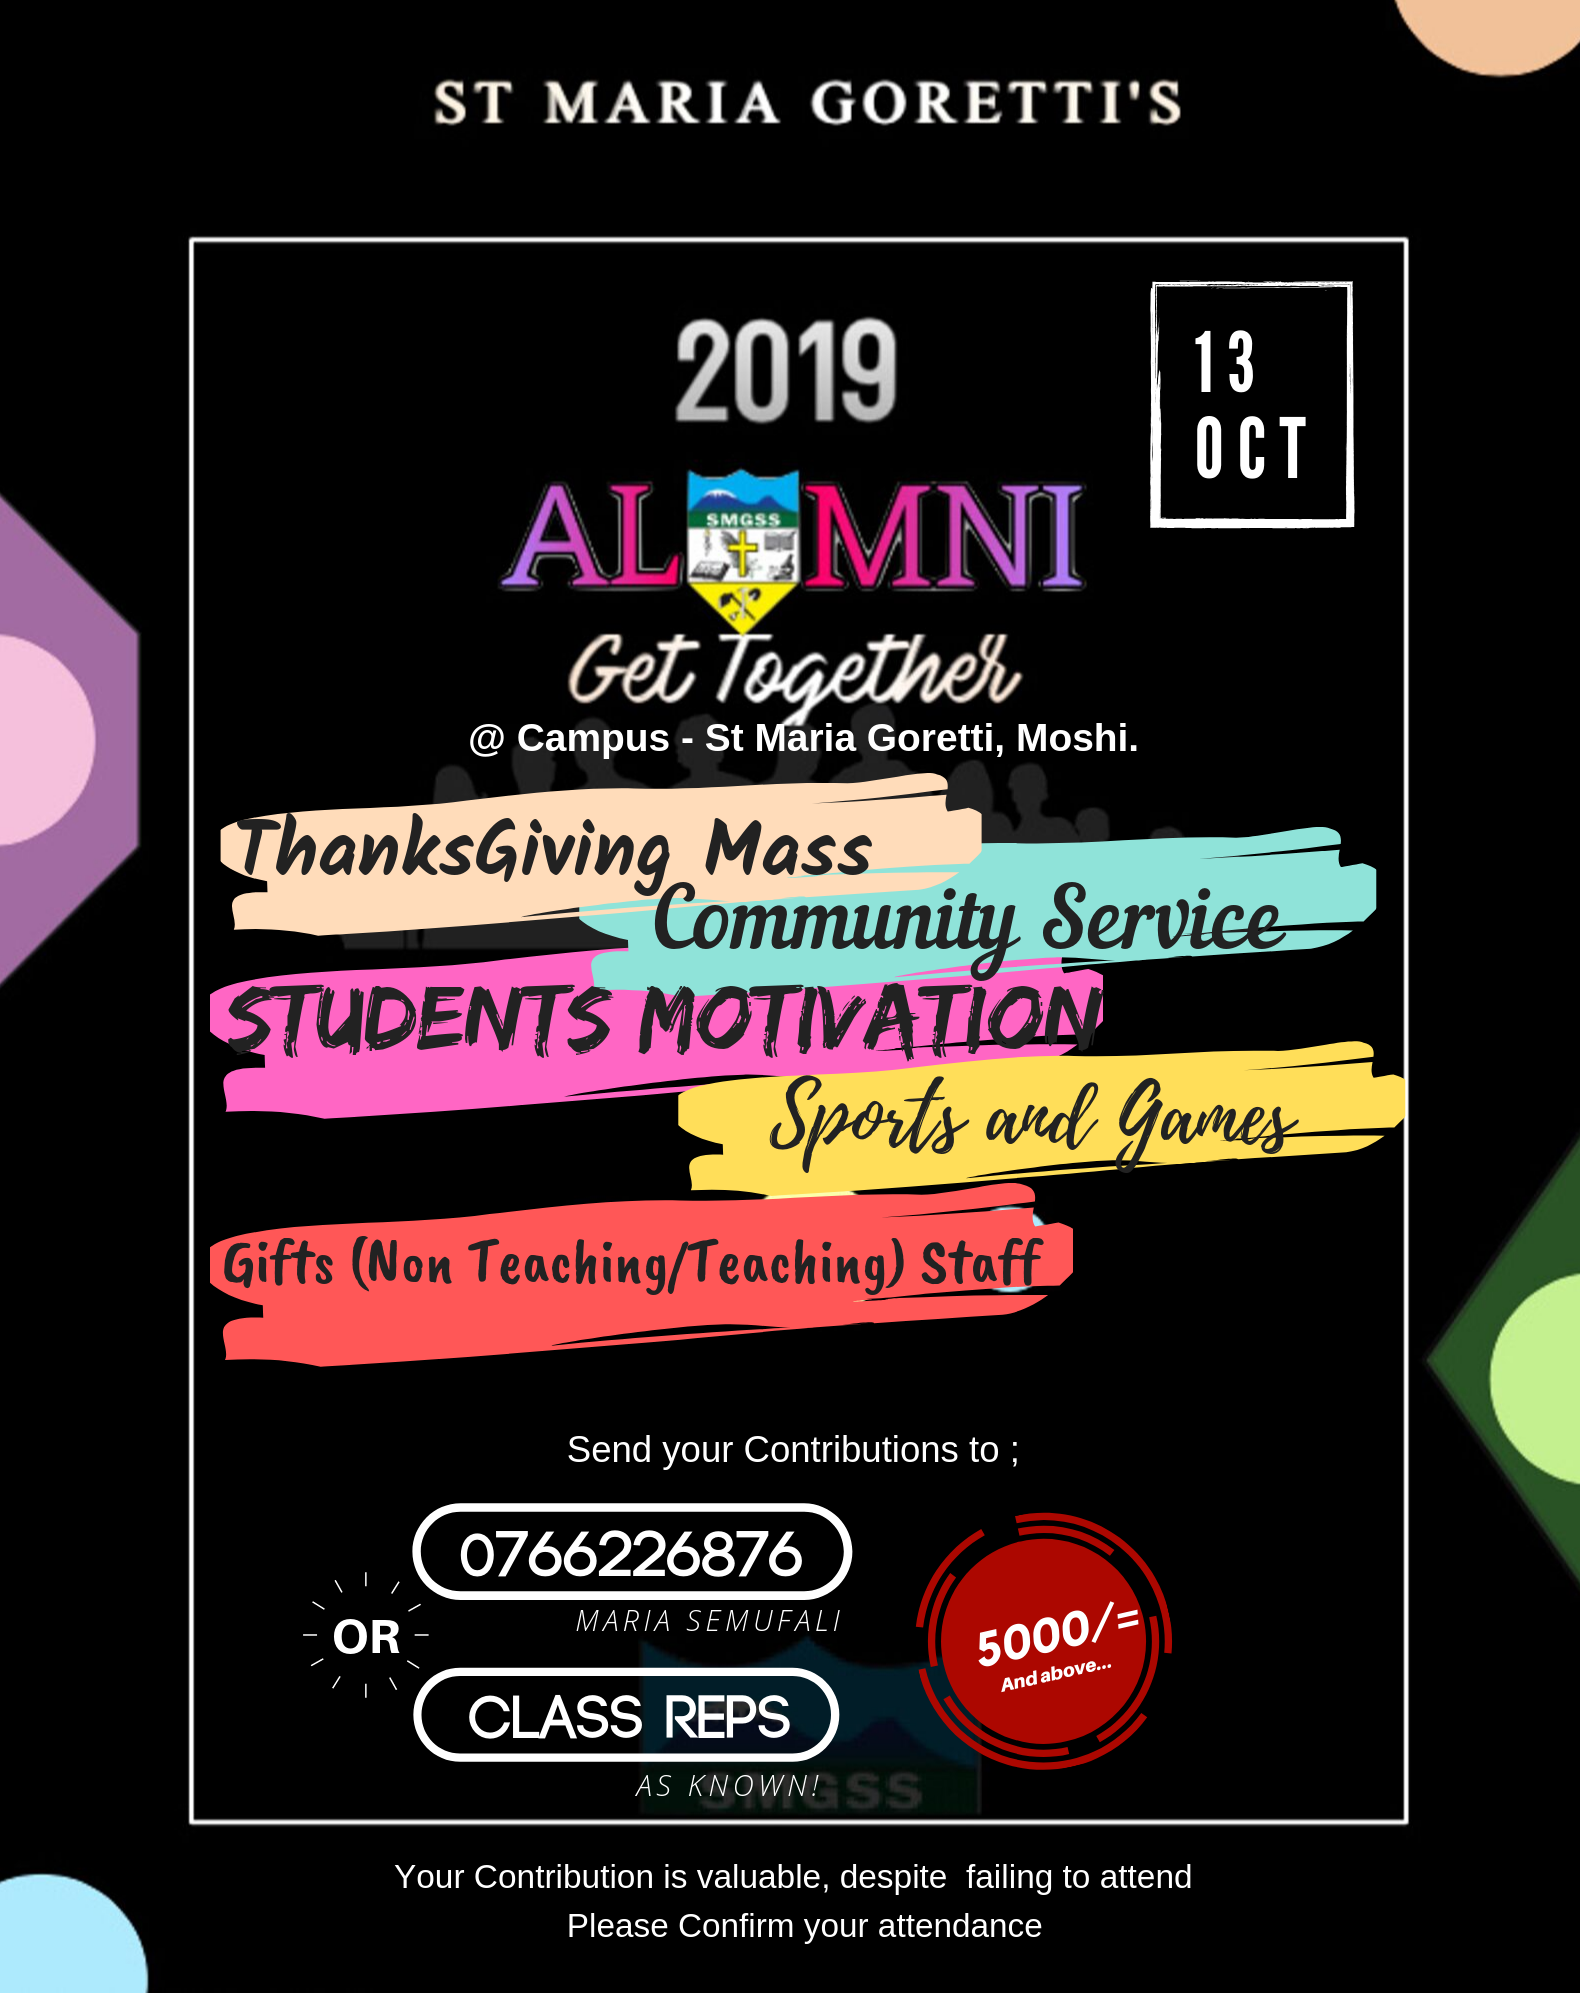 ST MARIA GORETTI'S
2019
13
OCT
ALUMNI
SMGSS
Get Together
@ Campus - St Maria Goretti, Moshi.
ThanksGiving Mass
Community Service
STUDENTS MOTIVATION
Sports and Games
Gifts (Non Teaching/Teaching) Staff
Send your Contributions to ;
0766226876
MARIA SEMUFALI
OR
5000/=
And above...
CLASS REPS
AS KNOWN!
SMGSS
Your Contribution is valuable, despite  failing to attend
Please Confirm your attendance